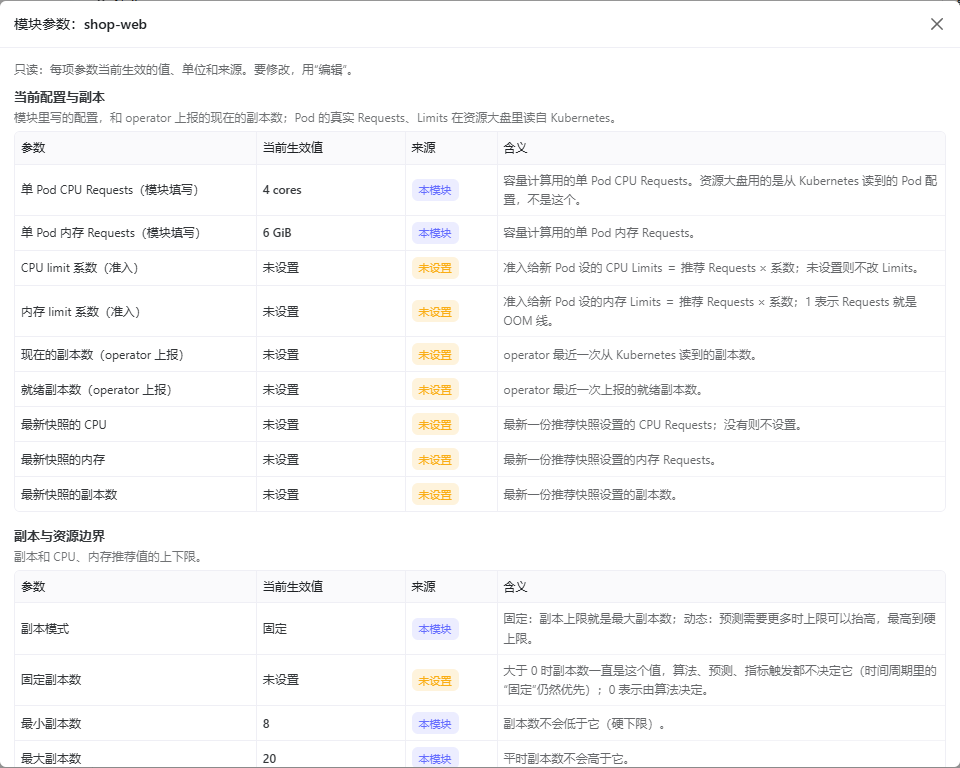 模块参数：shop-web
只读：每项参数当前生效的值、单位和来源。要修改，用“编辑”。
当前配置与副本
模块里写的配置，和 operator 上报的现在的副本数；Pod 的真实 Requests、Limits 在资源大盘里读自 Kubernetes。
参数 当前生效值 来源 含义
单 Pod CPU Requests（模块填写） 4 cores 本模块 容量计算用的单 Pod CPU Requests。资源大盘用的是从 Kubernetes 读到的 Pod 配
置，不是这个。
单 Pod 内存 Requests（模块填写） 6 GiB 本模块 容量计算用的单 Pod 内存 Requests。
CPU limit 系数（准入） 未设置 未设置 准入给新 Pod 设的 CPU Limits = 推荐 Requests × 系数；未设置则不改 Limits。
内存 limit 系数（准入） 未设置 未设置 准入给新 Pod 设的内存 Limits = 推荐 Requests × 系数；1 表示 Requests 就是
OOM 线。
现在的副本数（operator 上报） 未设置 未设置 operator 最近一次从 Kubernetes 读到的副本数。
就绪副本数（operator 上报） 未设置 未设置 operator 最近一次上报的就绪副本数。
最新快照的 CPU 未设置 未设置 最新一份推荐快照设置的 CPU Requests；没有则不设置。
最新快照的内存 未设置 未设置 最新一份推荐快照设置的内存 Requests。
最新快照的副本数 未设置 未设置 最新一份推荐快照设置的副本数。
副本与资源边界
副本和 CPU、内存推荐值的上下限。
参数 当前生效值 来源 含义
副本模式 固定 本模块 固定：副本上限就是最大副本数；动态：预测需要更多时上限可以抬高，最高到硬
上限。
固定副本数 未设置 未设置 大于 0 时副本数一直是这个值，算法、预测、指标触发都不决定它（时间周期里的
“固定”仍然优先）；0 表示由算法决定。
最小副本数 8 本模块 副本数不会低于它（硬下限）。
最大副本数 20 本模块 平时副本数不会高于它。